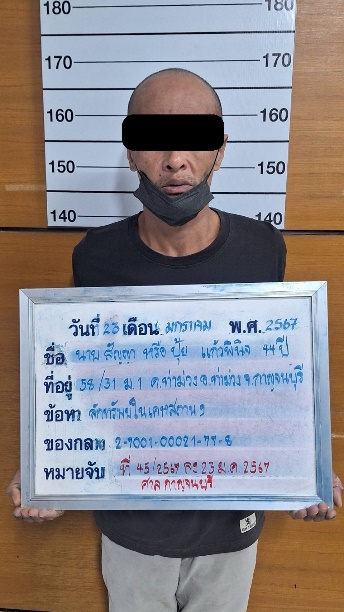 180 180
170 170
160 160
150 150
140 140
วันที่ 23 เดือน มกราคม พ.ศ. 2567
ชื่อ นาย สัญญา หรือ ปุ้ย แก้วพินิจ 44 ปี
ที่อยู่ 58/31 ม.1 ต.ท่าม่วง อ.ท่าม่วง จ.กาญจนบุรี
ข้อหา ลักทรัพย์ในเคหสถานฯ
ของกลาง 2-7001-00021-77-8
หมายจับ ที่ 45/2567 ลง 23 ม.ค 2567
ศาล กาญจนบุรี